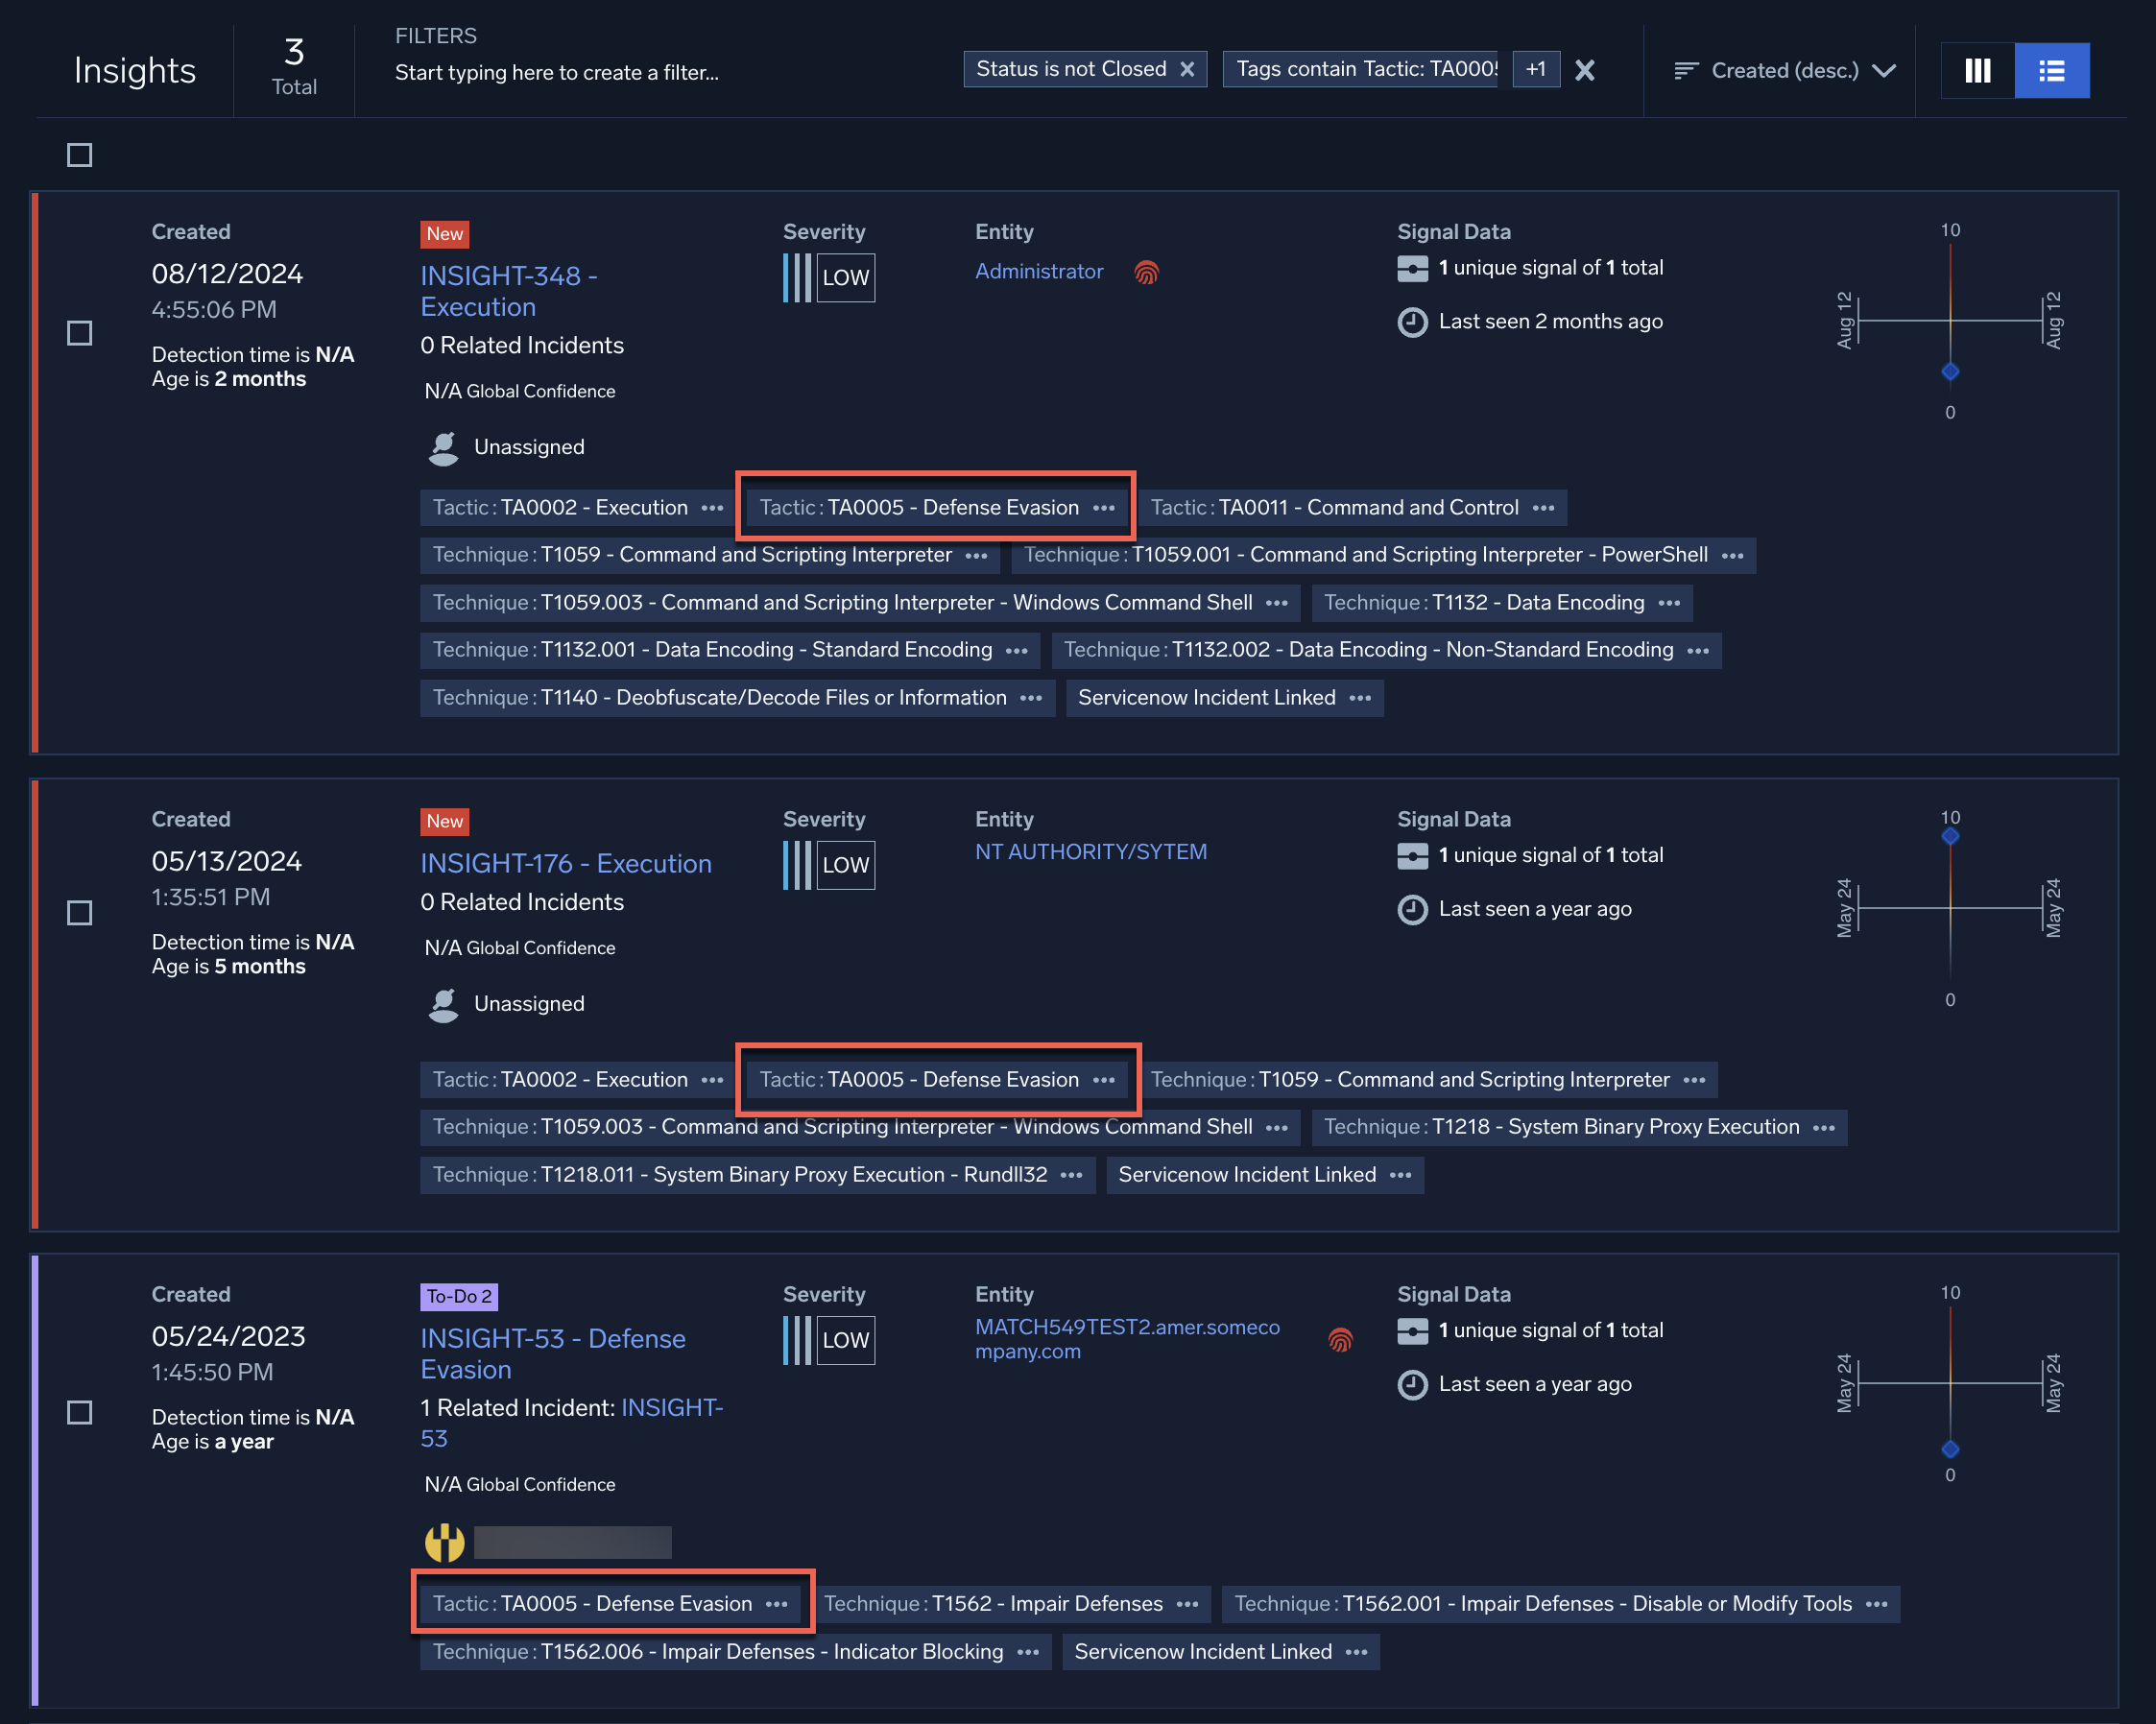 Insights
3
Total
FILTERS
Start typing here to create a filter...
Status is not Closed
Tags contain Tactic: TA0005
+1
Created (desc.)
Created
08/12/2024
4:55:06 PM
Detection time is N/A
Age is 2 months
New
INSIGHT-348 -
Execution
0 Related Incidents
N/A Global Confidence
Unassigned
Severity
LOW
Entity
Administrator
Signal Data
1 unique signal of 1 total
Last seen 2 months ago
10
Aug 12
Aug 12
0
Tactic: TA0002 - Execution ...
Tactic: TA0005 - Defense Evasion ...
Tactic: TA0011 - Command and Control ...
Technique: T1059 - Command and Scripting Interpreter ...
Technique: T1059.001 - Command and Scripting Interpreter - PowerShell ...
Technique: T1059.003 - Command and Scripting Interpreter - Windows Command Shell ...
Technique: T1132 - Data Encoding ...
Technique: T1132.001 - Data Encoding - Standard Encoding ...
Technique: T1132.002 - Data Encoding - Non-Standard Encoding ...
Technique: T1140 - Deobfuscate/Decode Files or Information ...
Servicenow Incident Linked ...
Created
05/13/2024
1:35:51 PM
Detection time is N/A
Age is 5 months
New
INSIGHT-176 - Execution
0 Related Incidents
N/A Global Confidence
Unassigned
Severity
LOW
Entity
NT AUTHORITY/SYTEM
Signal Data
1 unique signal of 1 total
Last seen a year ago
10
May 24
May 24
0
Tactic: TA0002 - Execution ...
Tactic: TA0005 - Defense Evasion ...
Technique: T1059 - Command and Scripting Interpreter ...
Technique: T1059.003 - Command and Scripting Interpreter - Windows Command Shell ...
Technique: T1218 - System Binary Proxy Execution ...
Technique: T1218.011 - System Binary Proxy Execution - Rundll32 ...
Servicenow Incident Linked ...
Created
05/24/2023
1:45:50 PM
Detection time is N/A
Age is a year
To-Do 2
INSIGHT-53 - Defense
Evasion
1 Related Incident: INSIGHT-
53
N/A Global Confidence
Severity
LOW
Entity
MATCH549TEST2.amer.someco
mpany.com
Signal Data
1 unique signal of 1 total
Last seen a year ago
10
May 24
May 24
0
Tactic: TA0005 - Defense Evasion ...
Technique: T1562 - Impair Defenses ...
Technique: T1562.001 - Impair Defenses - Disable or Modify Tools ...
Technique: T1562.006 - Impair Defenses - Indicator Blocking ...
Servicenow Incident Linked ...